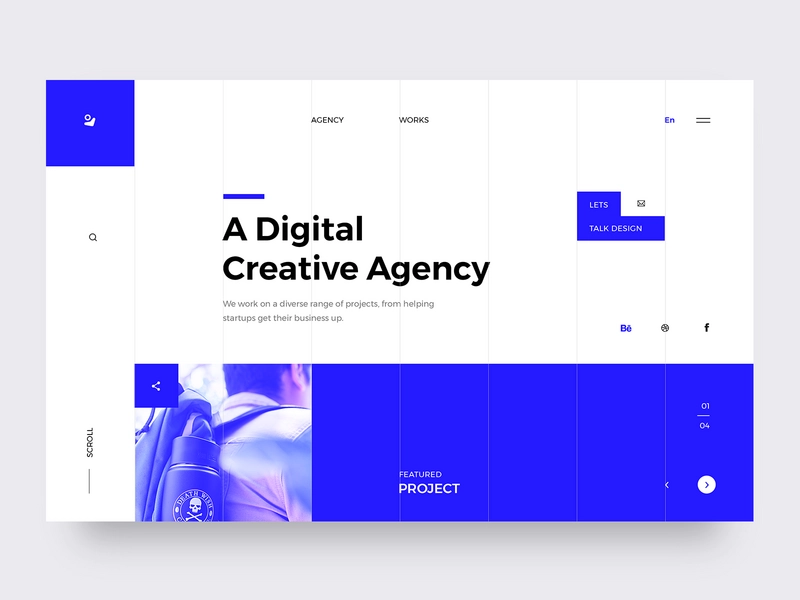 AGENCY
WORKS
En
LETS
TALK DESIGN
A Digital
Creative Agency
We work on a diverse range of projects, from helping
startups get their business up.
Bē
f
SCROLL
DEATH WISH
FEATURED
PROJECT
01
04